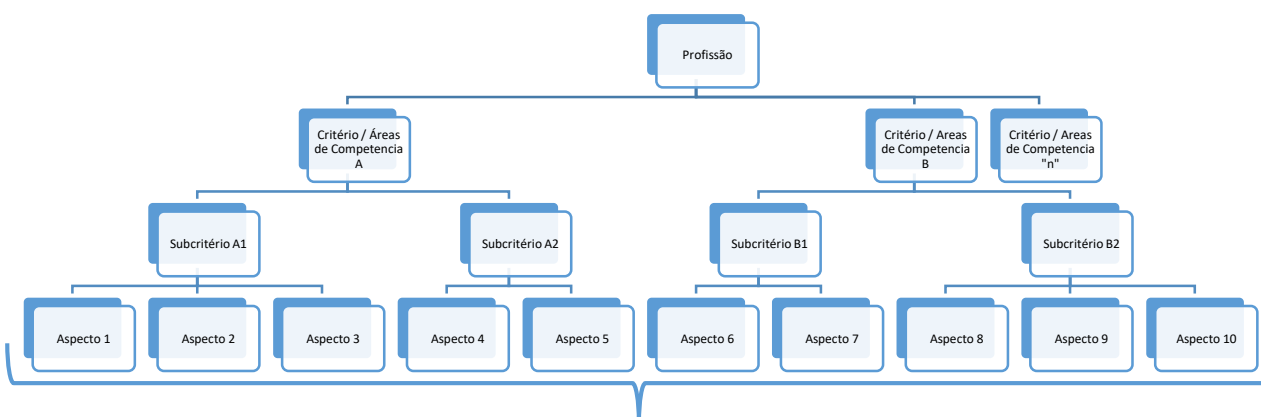 Profissão
Critério / Áreas
de Competencia
A
Critério / Areas
de Competencia
B
Critério / Areas
de Competencia
"n"
Subcritério A1
Subcritério A2
Subcritério B1
Subcritério B2
Aspecto 1
Aspecto 2
Aspecto 3
Aspecto 4
Aspecto 5
Aspecto 6
Aspecto 7
Aspecto 8
Aspecto 9
Aspecto 10